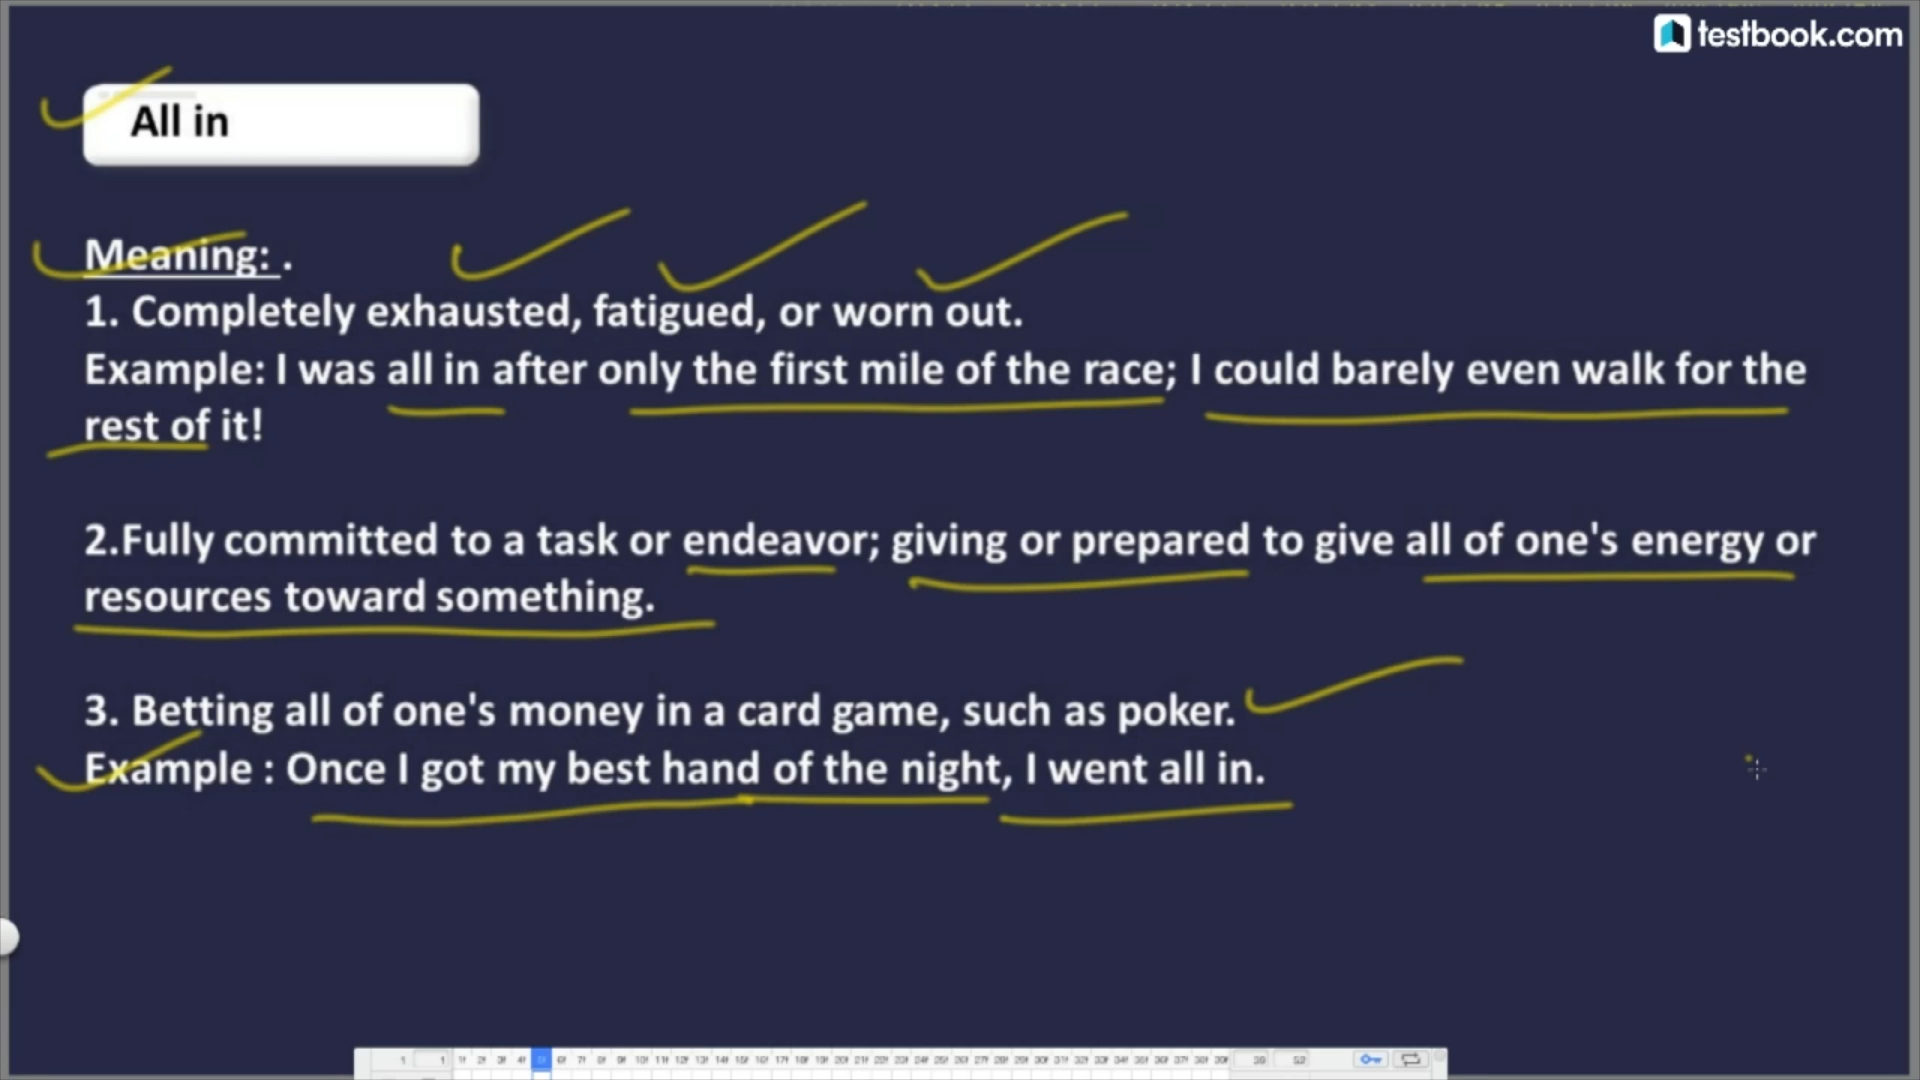 testbook.com
All in
Meaning: .
1. Completely exhausted, fatigued, or worn out.
Example: I was all in after only the first mile of the race; I could barely even walk for the
rest of it!
2.Fully committed to a task or endeavor; giving or prepared to give all of one's energy or
resources toward something.
3. Betting all of one's money in a card game, such as poker.
Example : Once I got my best hand of the night, I went all in.